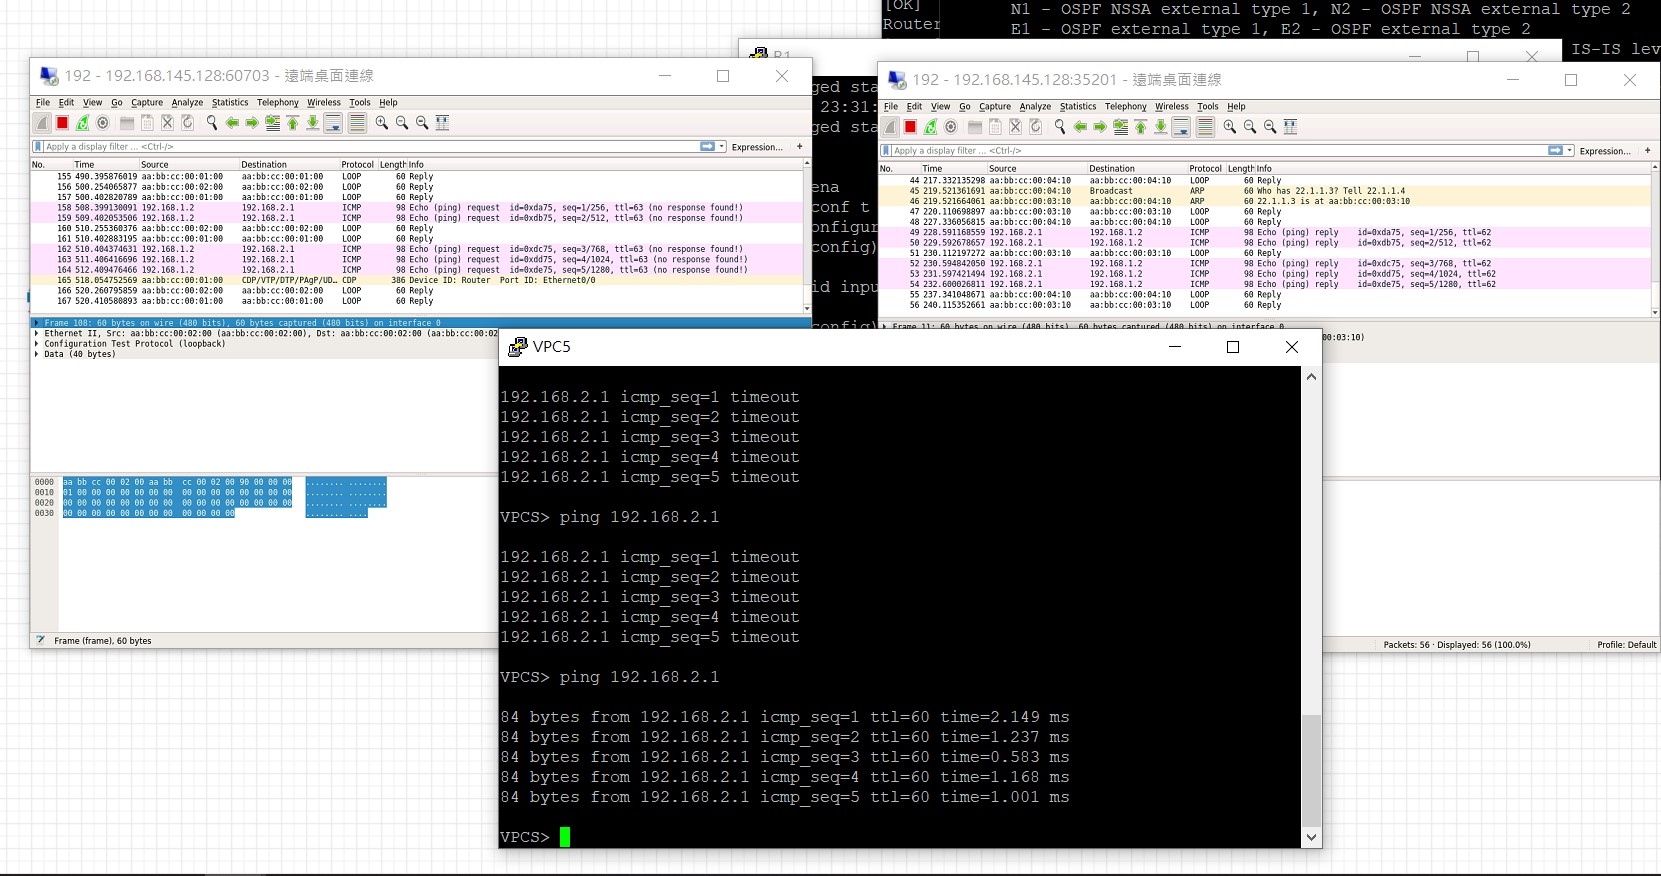 [OK]
Router
N1 - OSPF NSSA external type 1, N2 - OSPF NSSA external type 2
E1 - OSPF external type 1, E2 - OSPF external type 2
IS-IS lev
R1
ged sta
23:31:
ged sta
ena
conf t
onfigur
config)
id inpu
config)
192 - 192.168.145.128:60703 - 遠端桌面連線
File Edit View Go Capture Analyze Statistics Telephony Wireless Tools Help
Apply a display filter ... <Ctrl-/> Expression... +
No. Time Source Destination Protocol Length Info
155 490.395876019 aa:bb:cc:00:01:00 aa:bb:cc:00:01:00 LOOP 60 Reply
156 500.254065877 aa:bb:cc:00:02:00 aa:bb:cc:00:02:00 LOOP 60 Reply
157 500.402820789 aa:bb:cc:00:01:00 aa:bb:cc:00:01:00 LOOP 60 Reply
158 508.399130091 192.168.1.2 192.168.2.1 ICMP 98 Echo (ping) request id=0xda75, seq=1/256, ttl=63 (no response found!)
159 509.402053506 192.168.1.2 192.168.2.1 ICMP 98 Echo (ping) request id=0xdb75, seq=2/512, ttl=63 (no response found!)
160 510.255360376 aa:bb:cc:00:02:00 aa:bb:cc:00:02:00 LOOP 60 Reply
161 510.402883195 aa:bb:cc:00:01:00 aa:bb:cc:00:01:00 LOOP 60 Reply
162 510.404374631 192.168.1.2 192.168.2.1 ICMP 98 Echo (ping) request id=0xdc75, seq=3/768, ttl=63 (no response found!)
163 511.406416696 192.168.1.2 192.168.2.1 ICMP 98 Echo (ping) request id=0xdd75, seq=4/1024, ttl=63 (no response found!)
164 512.409476466 192.168.1.2 192.168.2.1 ICMP 98 Echo (ping) request id=0xde75, seq=5/1280, ttl=63 (no response found!)
165 518.054752569 aa:bb:cc:00:01:00 CDP/VTP/DTP/PAgP/UD... CDP 386 Device ID: Router Port ID: Ethernet0/0
166 520.260795859 aa:bb:cc:00:02:00 aa:bb:cc:00:02:00 LOOP 60 Reply
167 520.410580893 aa:bb:cc:00:01:00 aa:bb:cc:00:01:00 LOOP 60 Reply
Frame 108: 60 bytes on wire (480 bits), 60 bytes captured (480 bits) on interface 0
Ethernet II, Src: aa:bb:cc:00:02:00 (aa:bb:cc:00:02:00), Dst: aa:bb:cc:00:02:00 (aa:bb:cc:00:02
Configuration Test Protocol (loopback)
Data (40 bytes)
0000 aa bb cc 00 02 00 aa bb cc 00 02 00 90 00 00 00 ........ ........
0010 01 00 00 00 00 00 00 00 00 00 00 00 00 00 00 00 ........ ........
0020 00 00 00 00 00 00 00 00 00 00 00 00 00 00 00 00 ........ ........
0030 00 00 00 00 00 00 00 00 00 00 00 00 ........ ....
Frame (frame), 60 bytes
192 - 192.168.145.128:35201 - 遠端桌面連線
File Edit View Go Capture Analyze Statistics Telephony Wireless Tools Help
Apply a display filter ... <Ctrl-/> Expression... +
No. Time Source Destination Protocol Length Info
44 217.332135298 aa:bb:cc:00:04:10 aa:bb:cc:00:04:10 LOOP 60 Reply
45 219.521361691 aa:bb:cc:00:04:10 Broadcast ARP 60 Who has 22.1.1.3? Tell 22.1.1.4
46 219.521664061 aa:bb:cc:00:03:10 aa:bb:cc:00:04:10 ARP 60 22.1.1.3 is at aa:bb:cc:00:03:10
47 220.110698897 aa:bb:cc:00:03:10 aa:bb:cc:00:03:10 LOOP 60 Reply
48 227.336056815 aa:bb:cc:00:04:10 aa:bb:cc:00:04:10 LOOP 60 Reply
49 228.591168559 192.168.2.1 192.168.1.2 ICMP 98 Echo (ping) reply id=0xda75, seq=1/256, ttl=62
50 229.592678657 192.168.2.1 192.168.1.2 ICMP 98 Echo (ping) reply id=0xdb75, seq=2/512, ttl=62
51 230.112197272 aa:bb:cc:00:03:10 aa:bb:cc:00:03:10 LOOP 60 Reply
52 230.594842050 192.168.2.1 192.168.1.2 ICMP 98 Echo (ping) reply id=0xdc75, seq=3/768, ttl=62
53 231.597421494 192.168.2.1 192.168.1.2 ICMP 98 Echo (ping) reply id=0xdd75, seq=4/1024, ttl=62
54 232.600026811 192.168.2.1 192.168.1.2 ICMP 98 Echo (ping) reply id=0xde75, seq=5/1280, ttl=62
55 237.341048671 aa:bb:cc:00:04:10 aa:bb:cc:00:04:10 LOOP 60 Reply
56 240.115352661 aa:bb:cc:00:03:10 aa:bb:cc:00:03:10 LOOP 60 Reply
Frame 11: 60 bytes on wire (480 bits), 60 bytes captured (480 bits) on interface 0
00:03:10)
Packets: 56 · Displayed: 56 (100.0%) Profile: Default
VPC5
192.168.2.1 icmp_seq=1 timeout
192.168.2.1 icmp_seq=2 timeout
192.168.2.1 icmp_seq=3 timeout
192.168.2.1 icmp_seq=4 timeout
192.168.2.1 icmp_seq=5 timeout
VPCS> ping 192.168.2.1
192.168.2.1 icmp_seq=1 timeout
192.168.2.1 icmp_seq=2 timeout
192.168.2.1 icmp_seq=3 timeout
192.168.2.1 icmp_seq=4 timeout
192.168.2.1 icmp_seq=5 timeout
VPCS> ping 192.168.2.1
84 bytes from 192.168.2.1 icmp_seq=1 ttl=60 time=2.149 ms
84 bytes from 192.168.2.1 icmp_seq=2 ttl=60 time=1.237 ms
84 bytes from 192.168.2.1 icmp_seq=3 ttl=60 time=0.583 ms
84 bytes from 192.168.2.1 icmp_seq=4 ttl=60 time=1.168 ms
84 bytes from 192.168.2.1 icmp_seq=5 ttl=60 time=1.001 ms
VPCS>